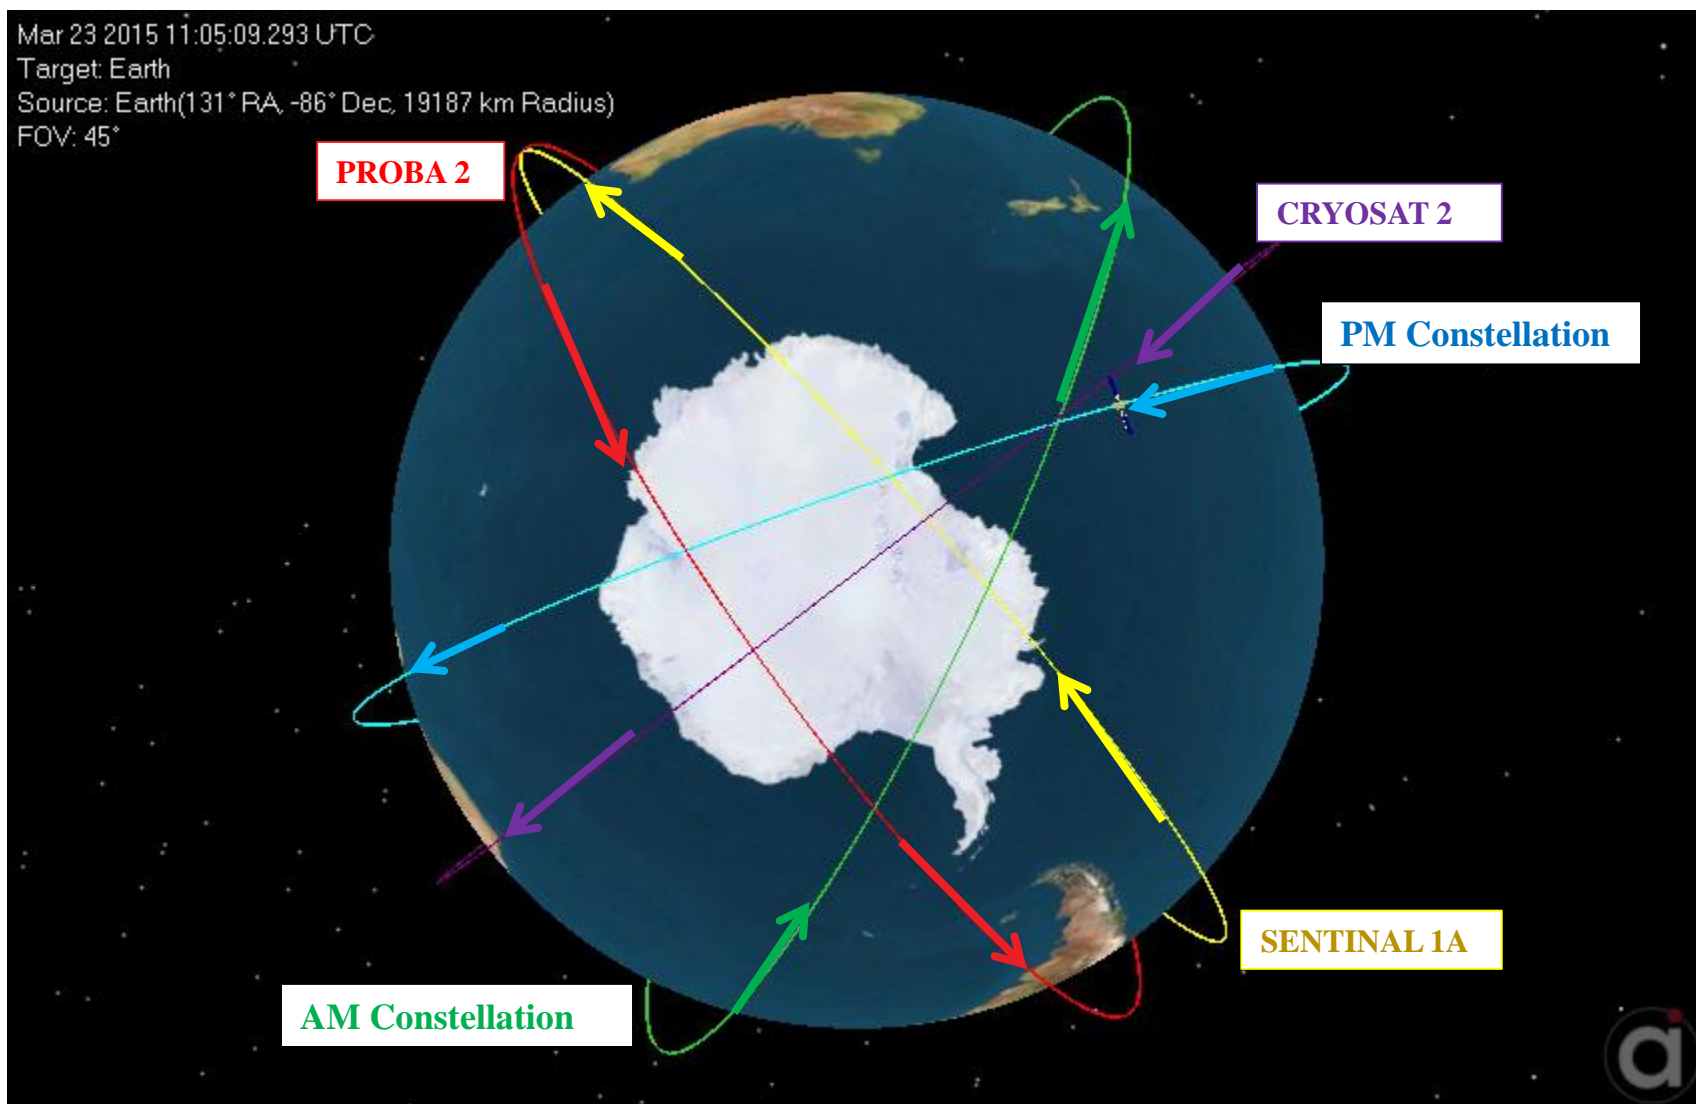 Mar 23 2015 11:05:09.293 UTC
Target: Earth
Source: Earth(131° RA, -86° Dec, 19187 km Radius)
FOV: 45°
PROBA 2
CRYOSAT 2
PM Constellation
SENTINAL 1A
AM Constellation
a